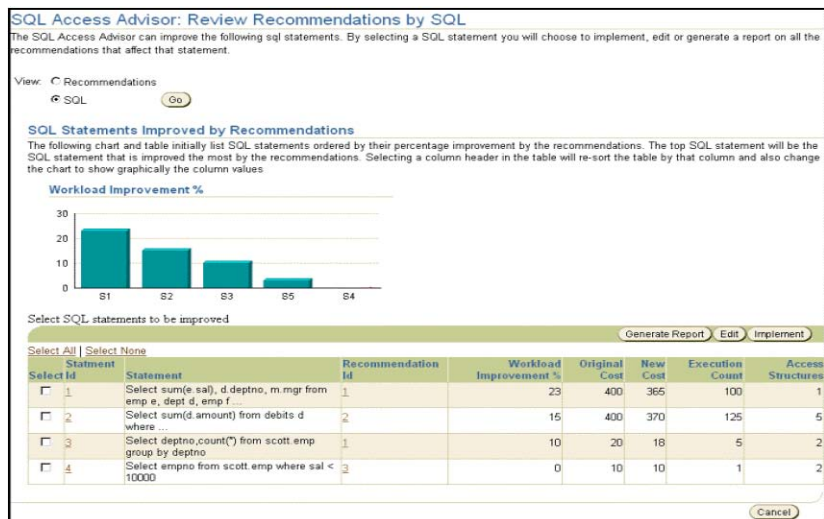 SQL Access Advisor: Review Recommendations by SQL
The SQL Access Advisor can improve the following sql statements. By selecting a SQL statement you will choose to implement, edit or generate a report on all the
recommendations that affect that statement.
View: Recommendations
SQL Go
SQL Statements Improved by Recommendations
The following chart and table initially list SQL statements ordered by their percentage improvement by the recommendations. The top SQL statement will be the
SQL statement that is improved the most by the recommendations. Selecting a column header in the table will re-sort the table by that column and also change
the chart to show graphically the column values
Workload Improvement %
30
20
10
0
S1 S2 S3 S5 S4
Select SQL statements to be improved
Generate Report Edit Implement
Select All | Select None
Select Statment Id Statement Recommendation Id Workload Improvement % Original Cost New Cost Execution Count Access Structures
1 Select sum(e.sal), d.deptno, m.mgr from 1 23 400 365 100 1
emp e, dept d, emp f ...
2 Select sum(d.amount) from debits d 2 15 400 370 125 5
where ...
3 Select deptno,count(*) from scott.emp 1 10 20 18 5 2
group by deptno
4 Select empno from scott.emp where sal < 3 0 10 10 1 2
10000
Cancel